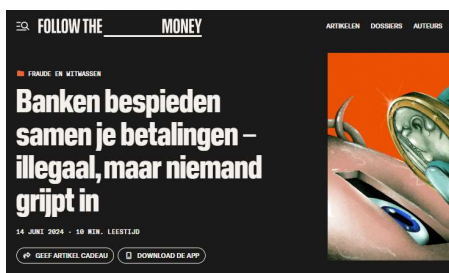 FOLLOW THE MONEY
ARTIKELEN DOSSIERS AUTEURS
FRAUDE EN WITWASSEN
Banken bespieden
samen je betalingen –
illegaal, maar niemand
grijpt in
14 JUNI 2024 · 10 MIN. LEESTIJD
GEEF ARTIKEL CADEAU
DOWNLOAD DE APP